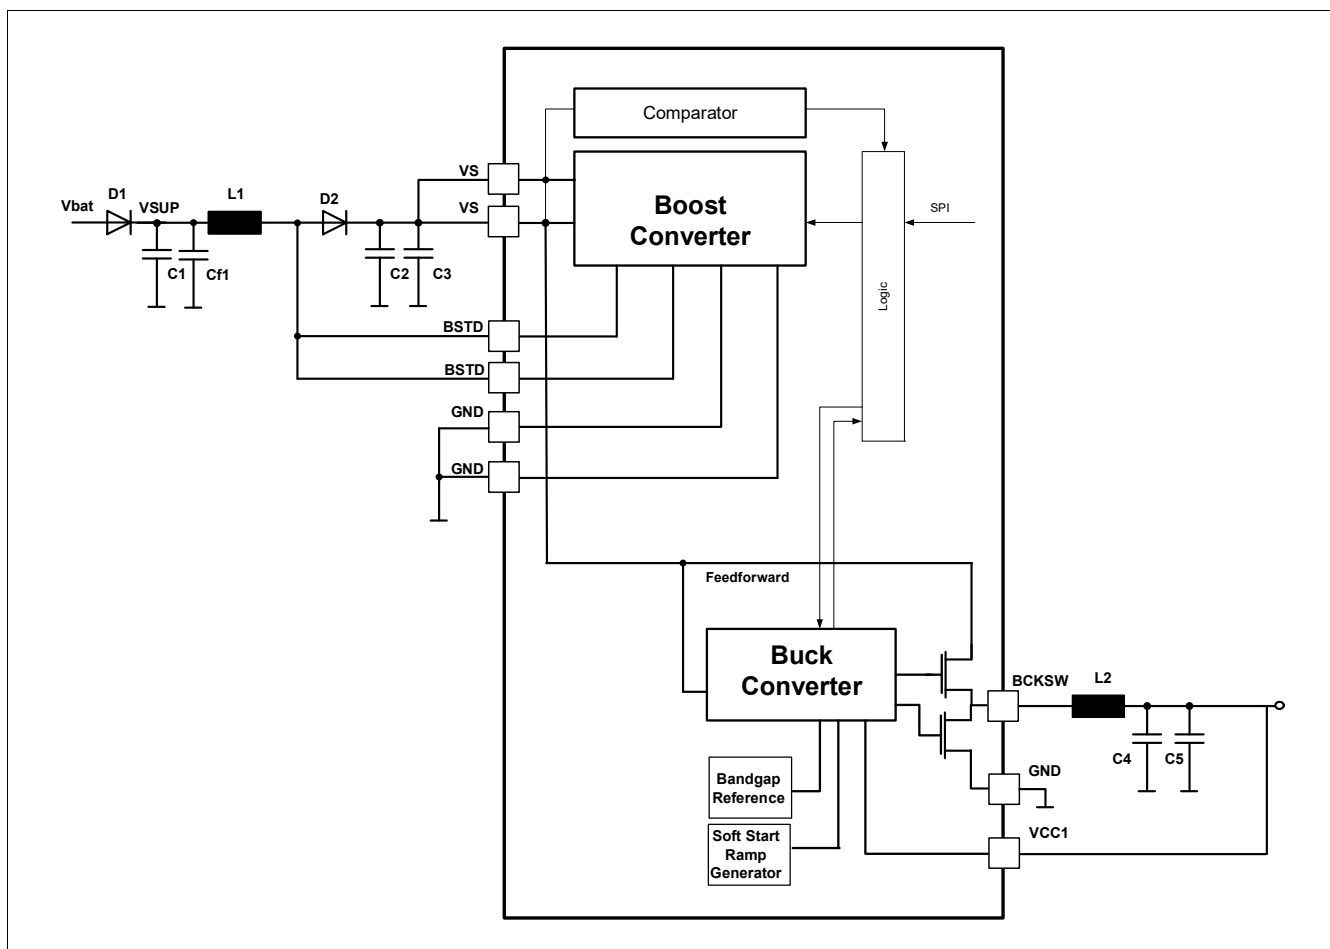 Comparator
VS
D1
L1
D2
VS
Boost
Converter
SPI
Vbat
VSUP
C1
Cf1
C2
C3
Logic
BSTD
BSTD
GND
GND
Feedforward
Buck
Converter
BCKSW
L2
C4
C5
Bandgap
Reference
GND
Soft Start
Ramp
Generator
VCC1